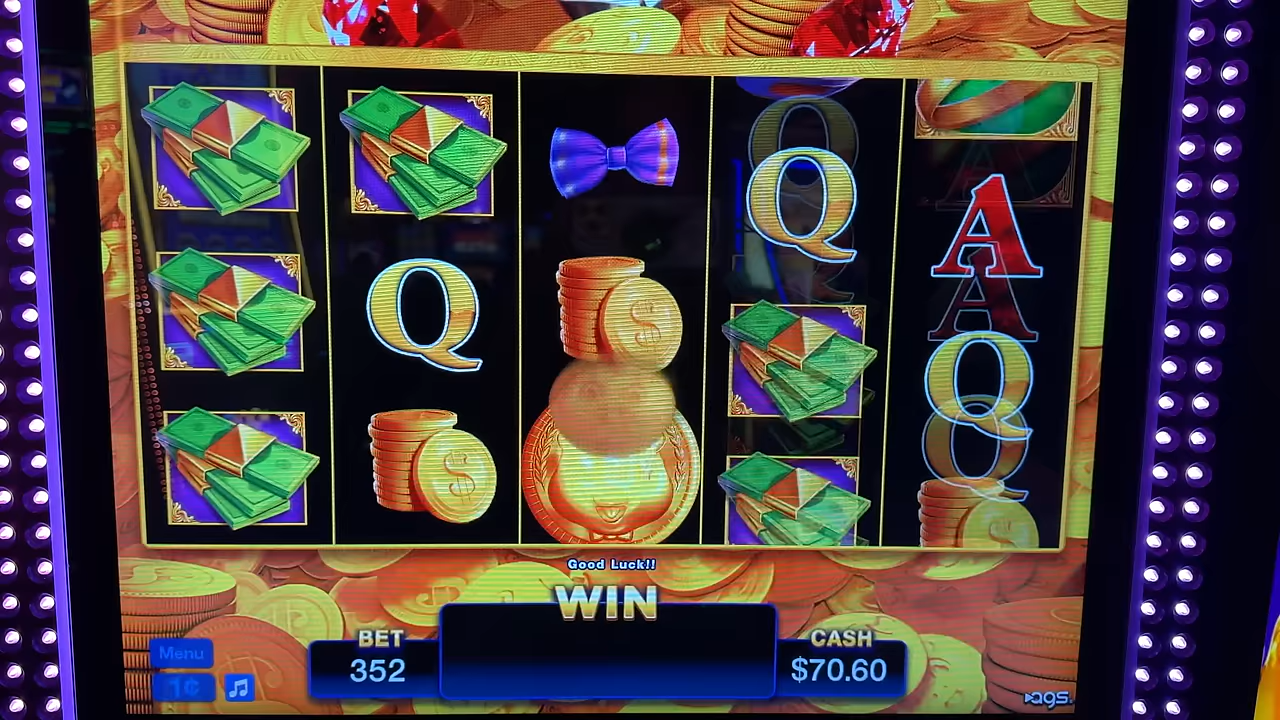 Q
Q
A
A
Q
Q
$
$
Good Luck!!
WIN
BET
352
CASH
$70.60
Menu
1¢
ags